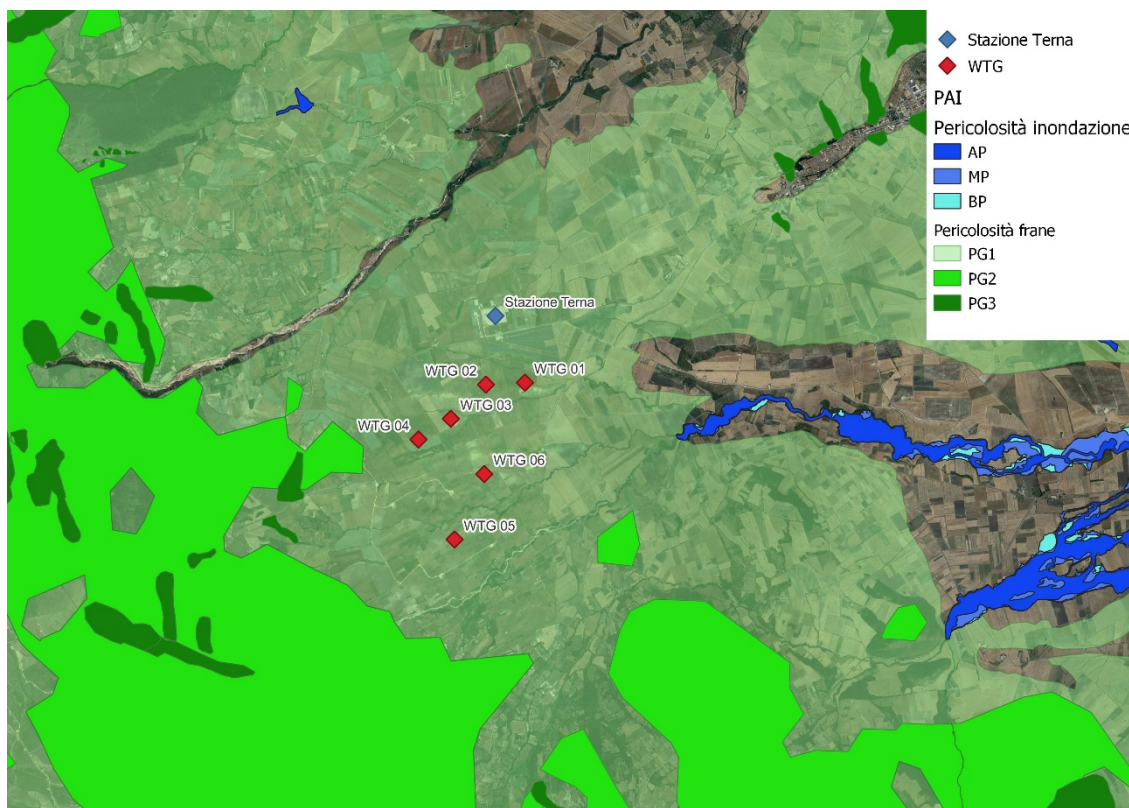 Stazione Terna
WTG
PAI
Pericolosità inondazione
AP
MP
BP
Pericolosità frane
PG1
PG2
PG3
Stazione Terna
WTG 02
WTG 01
WTG 03
WTG 04
WTG 06
WTG 05